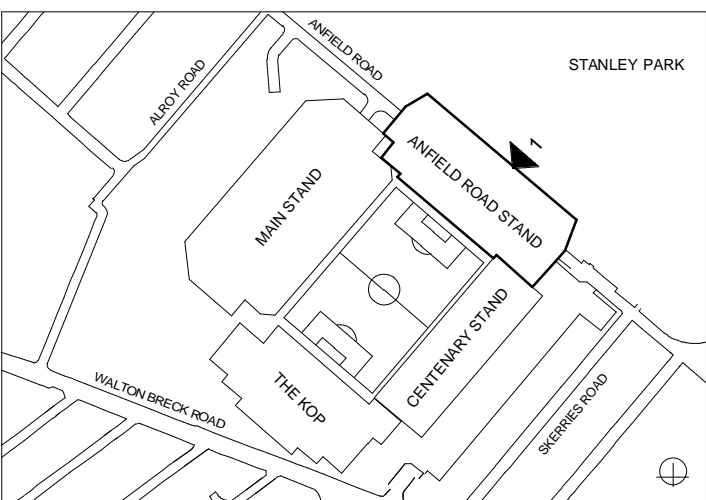 ANFIELD ROAD
STANLEY PARK
ALROY ROAD
1
ANFIELD ROAD STAND
MAIN STAND
CENTENARY STAND
THE KOP
WALTON BRECK ROAD
SKERRIES ROAD